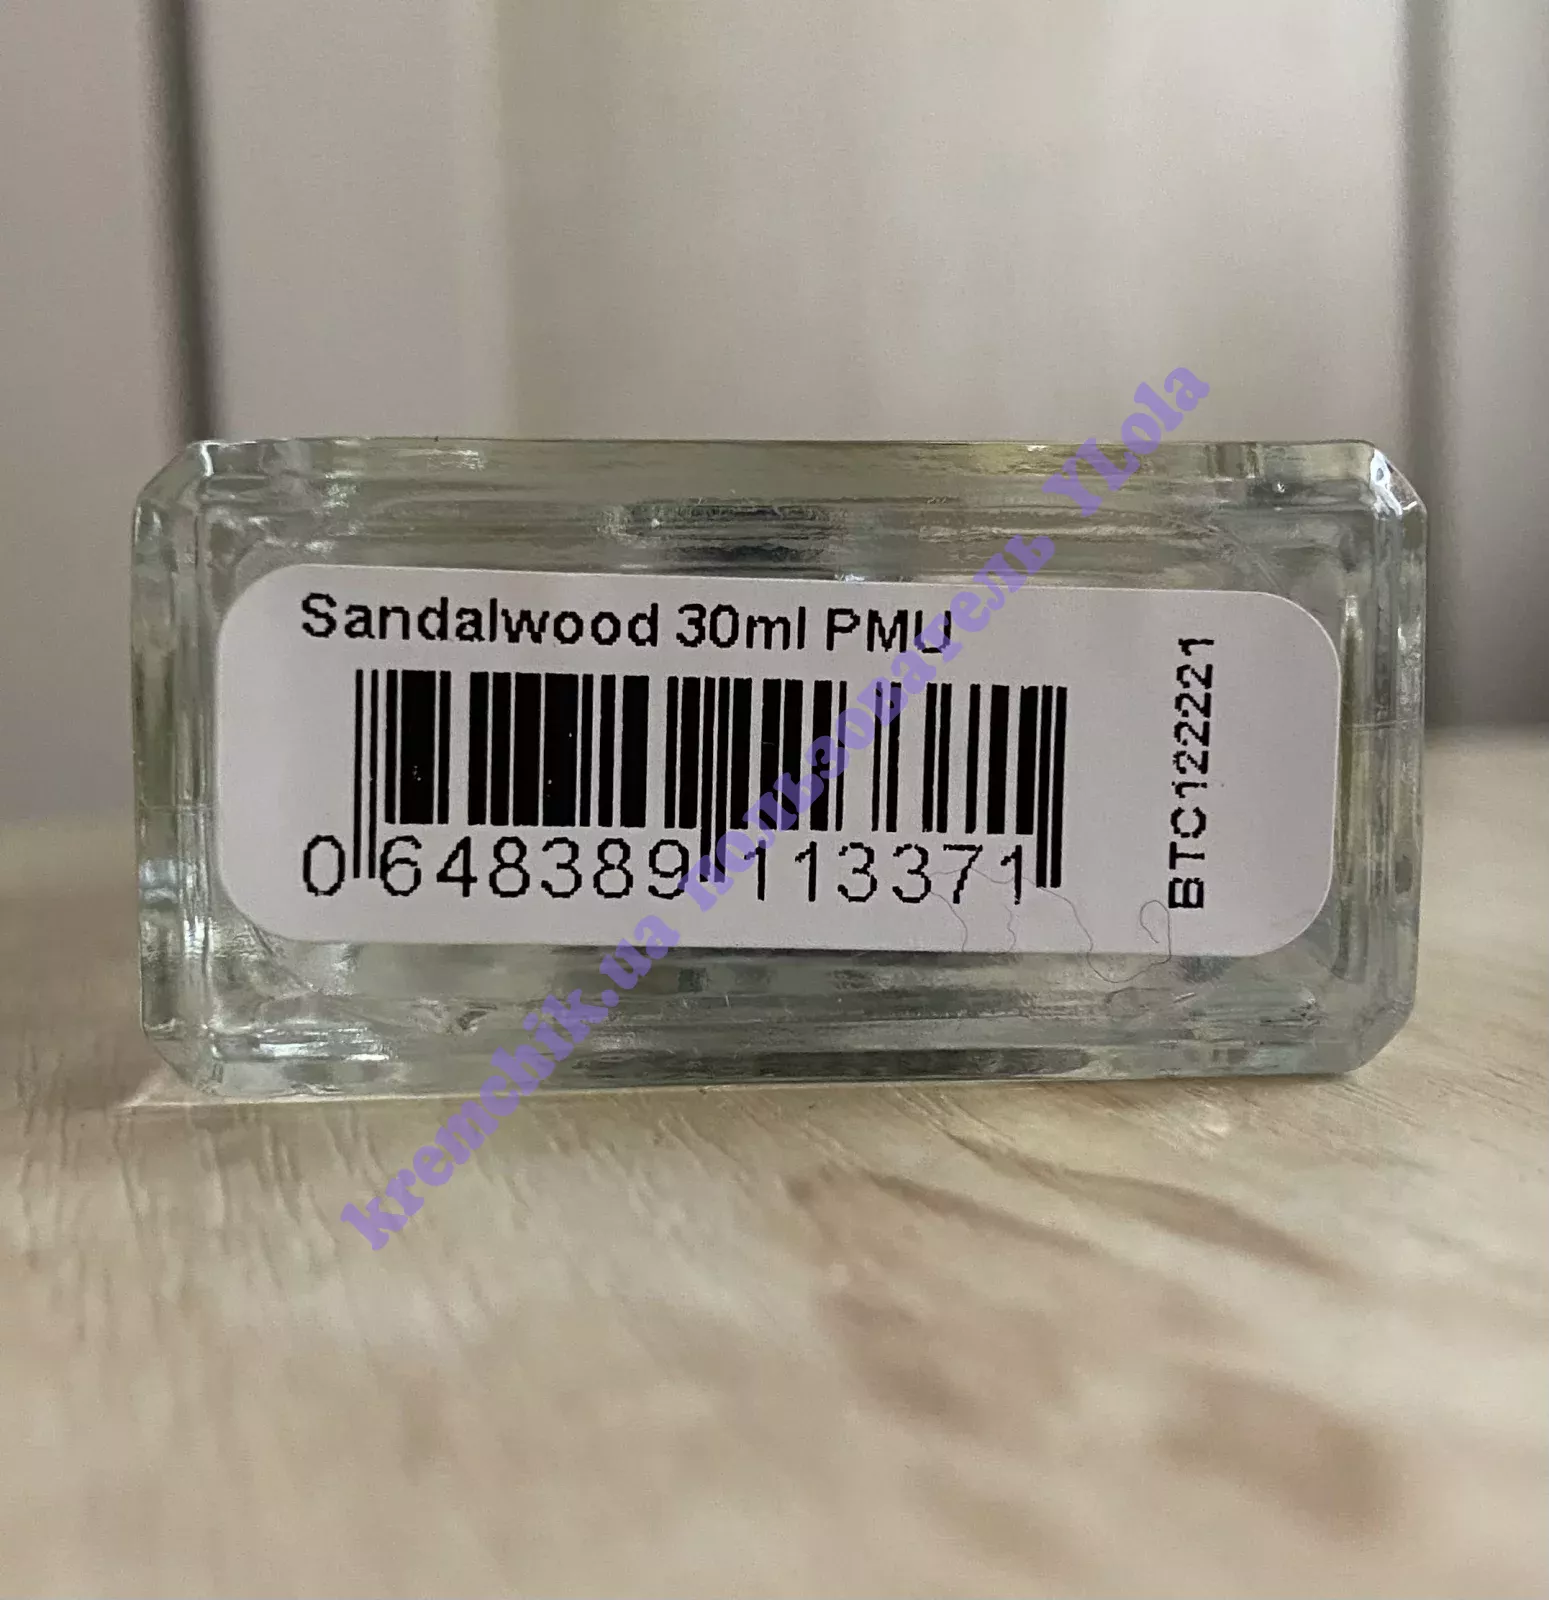 Sandalwood 30ml PMU
0 648389 113371
BTC122221
kremchik.ua пользователь YLola